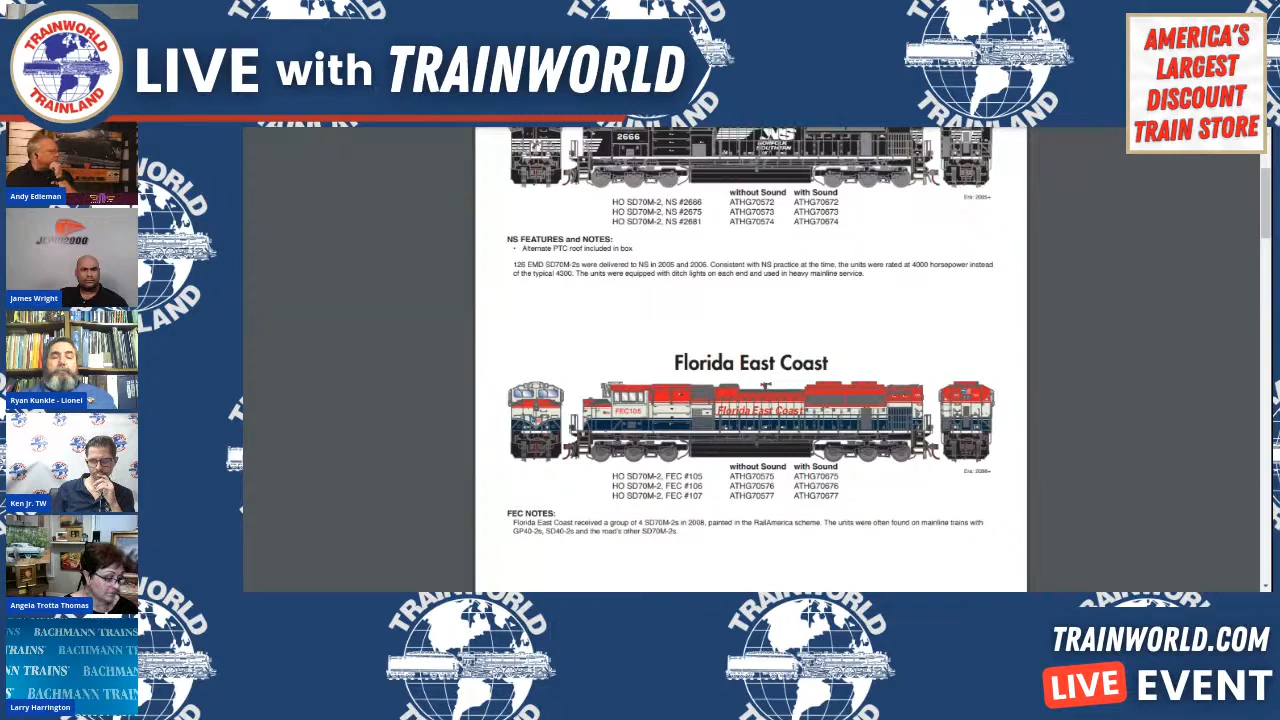 TRAINWORLD
TRAINLAND
LIVE with TRAINWORLD
AMERICA'S
LARGEST
DISCOUNT
TRAIN STORE
Andy Edleman
James Wright
Ryan Kunkle - Lionel
Ken Jr. TW
Angela Trotta Thomas
BACHMANN TRAINS
Larry Harrington
2666
NS
NORFOLK
SOUTHERN
without Sound with Sound
HO SD70M-2, NS #2666 ATHG70572 ATHG70672
HO SD70M-2, NS #2675 ATHG70573 ATHG70673
HO SD70M-2, NS #2681 ATHG70574 ATHG70674
Era: 2005+
NS FEATURES and NOTES:
• Alternate PTC roof included in box
126 EMD SD70M-2s were delivered to NS in 2005 and 2006. Consistent with NS practice at the time, the units were rated at 4000 horsepower instead
of the typical 4300. The units were equipped with ditch lights on each end and used in heavy mainline service.
Florida East Coast
FEC105
Florida East Coast
without Sound with Sound
HO SD70M-2, FEC #105 ATHG70575 ATHG70675
HO SD70M-2, FEC #106 ATHG70576 ATHG70676
HO SD70M-2, FEC #107 ATHG70577 ATHG70677
FEC NOTES:
Florida East Coast received a group of 4 SD70M-2s in 2008, painted in the RailAmerica scheme. The units were often found on mainline trains with
GP40-2s, SD40-2s and the road's other SD70M-2s.
TRAINWORLD.COM
LIVE EVENT